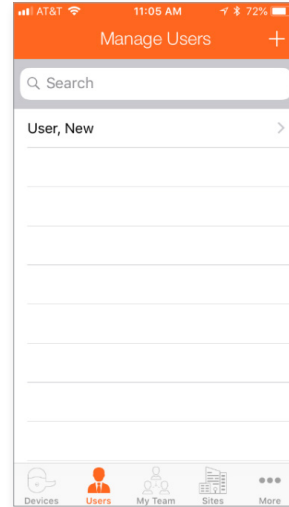 AT&T 11:05 AM 72%
Manage Users +
Search
User, New
Devices Users My Team Sites More